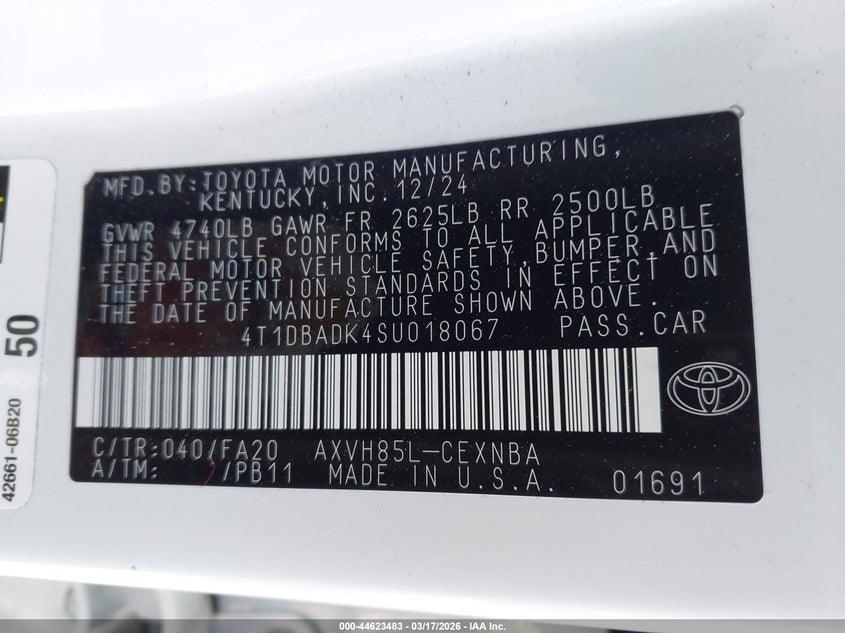 MFD.BY:TOYOTA MOTOR MANUFACTURING,
KENTUCKY,INC.12/24
GVWR 4740LB GAWR FR 2625LB RR 2500LB
THIS VEHICLE CONFORMS TO ALL APPLICABLE
FEDERAL MOTOR VEHICLE SAFETY,BUMPER,AND
THEFT PREVENTION STANDARDS IN EFFECT ON
THE DATE OF MANUFACTURE SHOWN ABOVE.
4T1DBADK4SU018067 PASS.CAR
C/TR:040/FA20 AXVH85L-CEXNBA
A/TM: /PB11 MADE IN U.S.A. 01691
50
42661-06B20
000-44623483 - 03/17/2026 - IAA Inc.